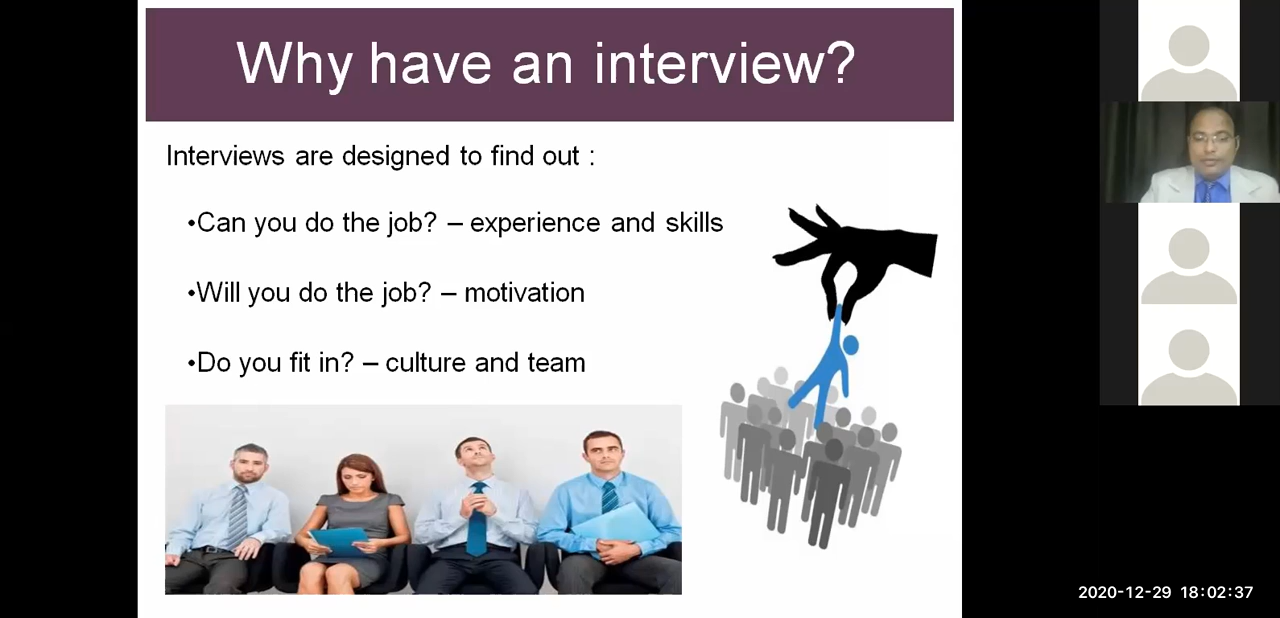 Why have an interview?
Interviews are designed to find out :
•Can you do the job? – experience and skills
•Will you do the job? – motivation
•Do you fit in? – culture and team
2020-12-29 18:02:37